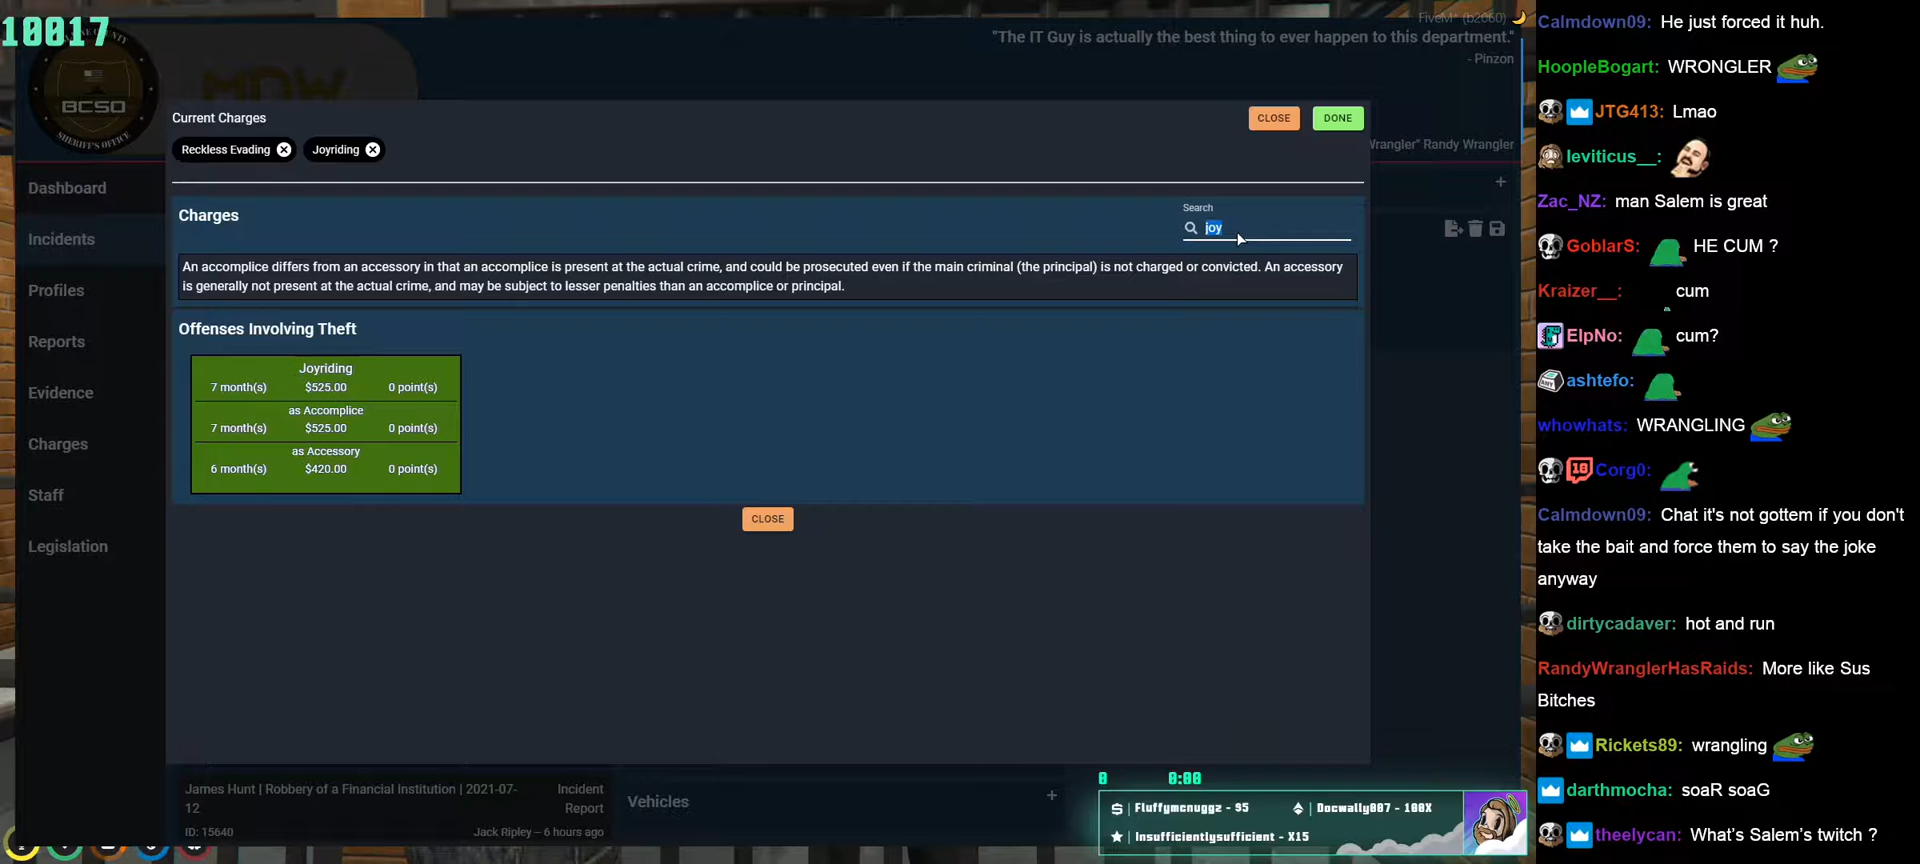 10017
FiveM* (b2060)
"The IT Guy is actually the best thing to ever happen to this department."
- Pinzon
BCSO
SHERIFF'S OFFICE
MDW
Wrangler" Randy Wrangler
Dashboard
Incidents
Profiles
Reports
Evidence
Charges
Staff
Legislation
Current Charges
CLOSE
DONE
Reckless Evading
Joyriding
Charges
Search
joy
An accomplice differs from an accessory in that an accomplice is present at the actual crime, and could be prosecuted even if the main criminal (the principal) is not charged or convicted. An accessory
is generally not present at the actual crime, and may be subject to lesser penalties than an accomplice or principal.
Offenses Involving Theft
Joyriding
7 month(s) $525.00 0 point(s)
as Accomplice
7 month(s) $525.00 0 point(s)
as Accessory
6 month(s) $420.00 0 point(s)
CLOSE
James Hunt | Robbery of a Financial Institution | 2021-07-
12
Incident
Report
ID: 15640
Jack Ripley – 6 hours ago
Vehicles
0 0:00
Fluffymcnuggz - 95
Docwally007 - 100X
Insufficientlysufficient - X15
Calmdown09: He just forced it huh.
HoopleBogart: WRONGLER
JTG413: Lmao
leviticus__:
Zac_NZ: man Salem is great
GoblarS: HE CUM ?
Kraizer__: cum
ElpNo: cum?
ashtefo:
whowhats: WRANGLING
Corg0:
Calmdown09: Chat it's not gottem if you don't
take the bait and force them to say the joke
anyway
dirtycadaver: hot and run
RandyWranglerHasRaids: More like Sus
Bitches
Rickets89: wrangling
darthmocha: soaR soaG
theelycan: What's Salem's twitch ?